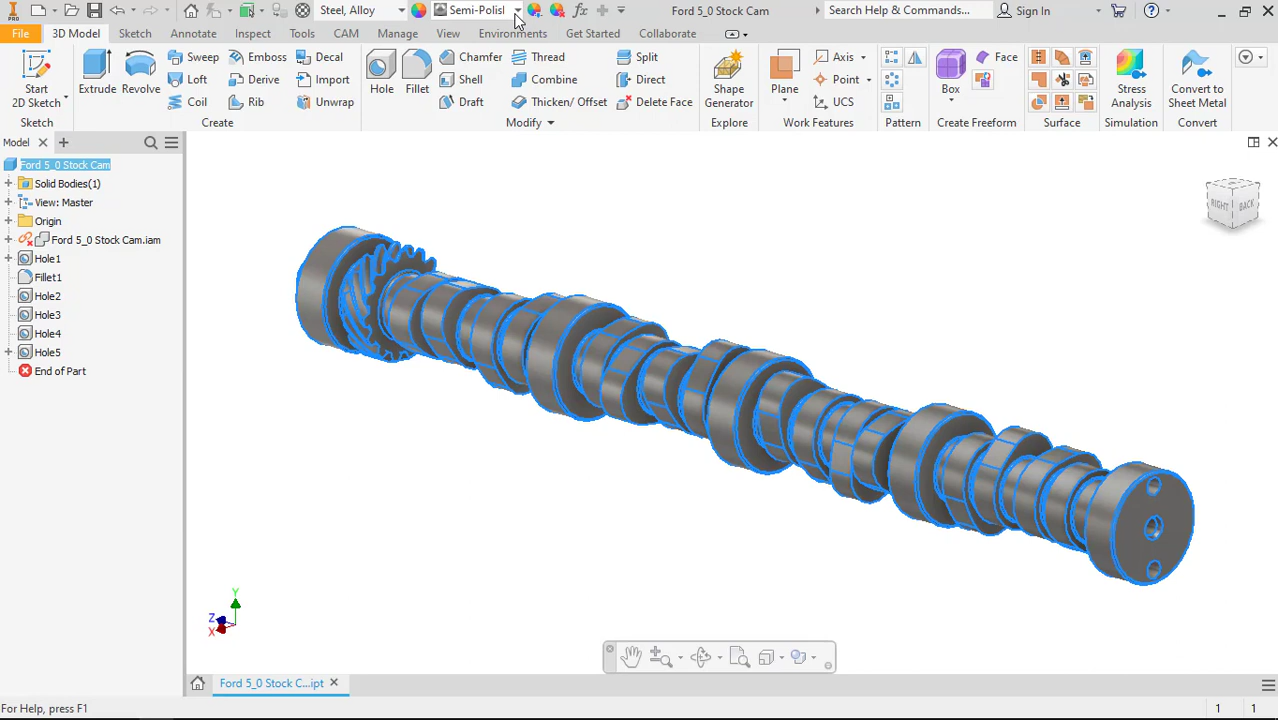 PRO Steel, Alloy Semi-Polisl fx Ford 5_0 Stock Cam Search Help & Commands... Sign In
File 3D Model Sketch Annotate Inspect Tools CAM Manage View Environments Get Started Collaborate
Start
2D Sketch
Extrude
Revolve
Sweep
Loft
Coil
Emboss
Derive
Rib
Decal
Import
Unwrap
Hole
Fillet
Chamfer
Shell
Draft
Thread
Combine
Thicken/ Offset
Split
Direct
Delete Face
Shape
Generator
Plane
Axis
Point
UCS
Box
Face
Stress
Analysis
Convert to
Sheet Metal
Sketch Create Modify Explore Work Features Pattern Create Freeform Surface Simulation Convert
Model
Ford 5_0 Stock Cam
Solid Bodies(1)
View: Master
Origin
Ford 5_0 Stock Cam.iam
Hole1
Fillet1
Hole2
Hole3
Hole4
Hole5
End of Part
RIGHT BACK
Y
Z
X
Ford 5_0 Stock C...ipt
For Help, press F1 1 1